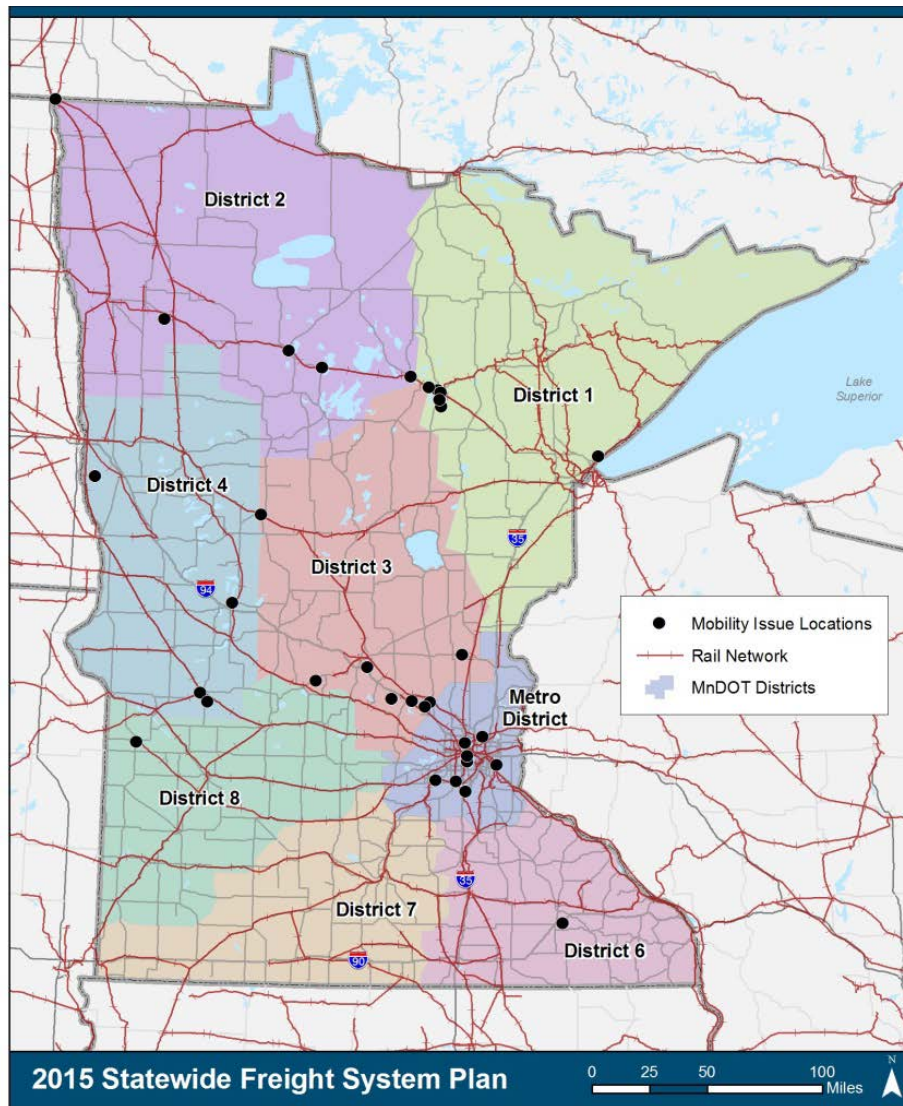 District 2
District 1
Lake
Superior
District 4
35
District 3
94
Mobility Issue Locations
Rail Network
MnDOT Districts
Metro
District
District 8
35
District 7
District 6
90
2015 Statewide Freight System Plan
0 25 50 100
Miles
N